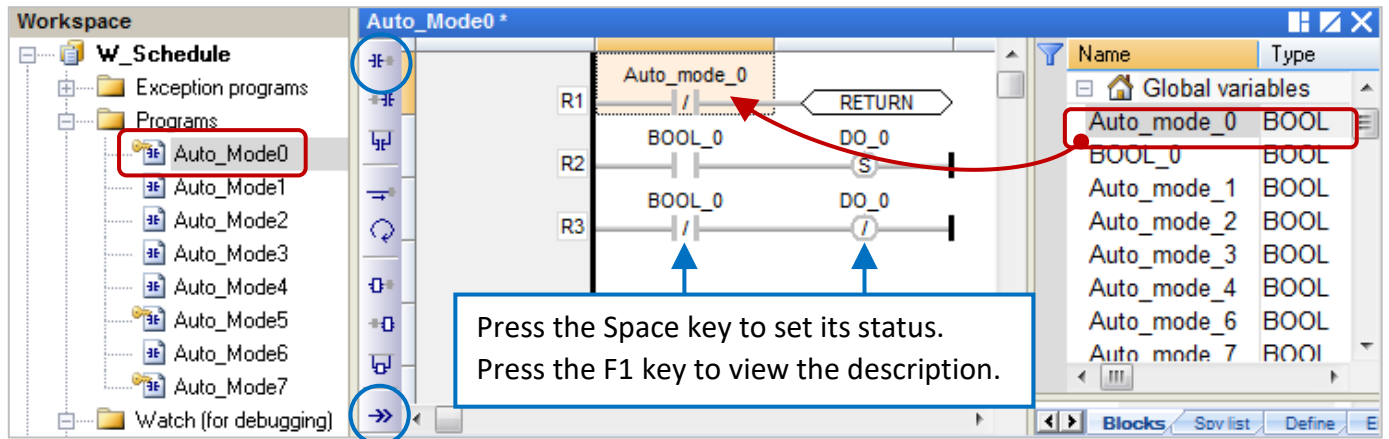 Workspace
W_Schedule
Exception programs
Programs
Auto_Mode0
Auto_Mode1
Auto_Mode2
Auto_Mode3
Auto_Mode4
Auto_Mode5
Auto_Mode6
Auto_Mode7
Watch (for debugging)
Auto_Mode0 *
Auto_mode_0
R1 / RETURN
BOOL_0 DO_0
R2 S
BOOL_0 DO_0
R3 / /
Press the Space key to set its status.
Press the F1 key to view the description.
Name Type
Global variables
Auto_mode_0 BOOL
BOOL_0 BOOL
Auto_mode_1 BOOL
Auto_mode_2 BOOL
Auto_mode_3 BOOL
Auto_mode_4 BOOL
Auto_mode_6 BOOL
Auto_mode_7 BOOL
Blocks Spy list Define E